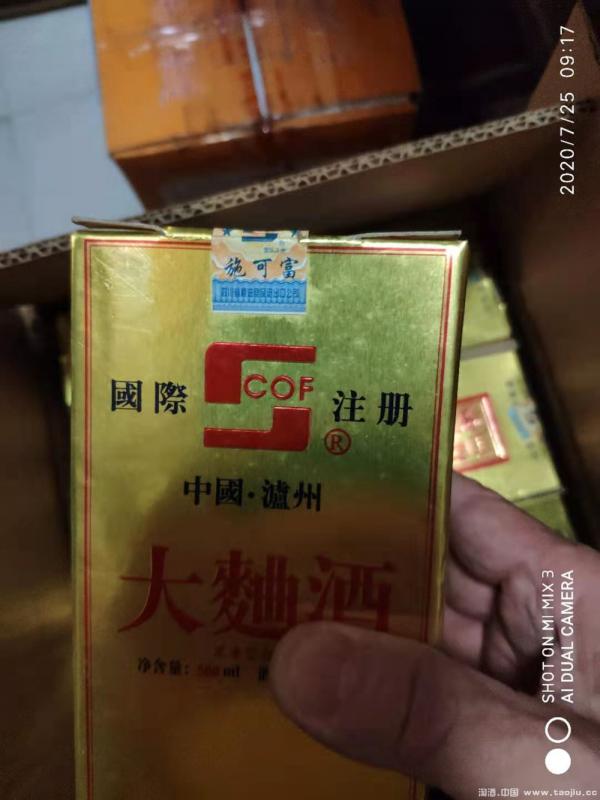 2020/7/25 09:17
施可富
國際 COF 注册
®
中國·瀘州
大麯酒
净含量: 500 ml
SHOT ON MI MIX 3
AI DUAL CAMERA
淘酒.中国 www.taojiu.cc